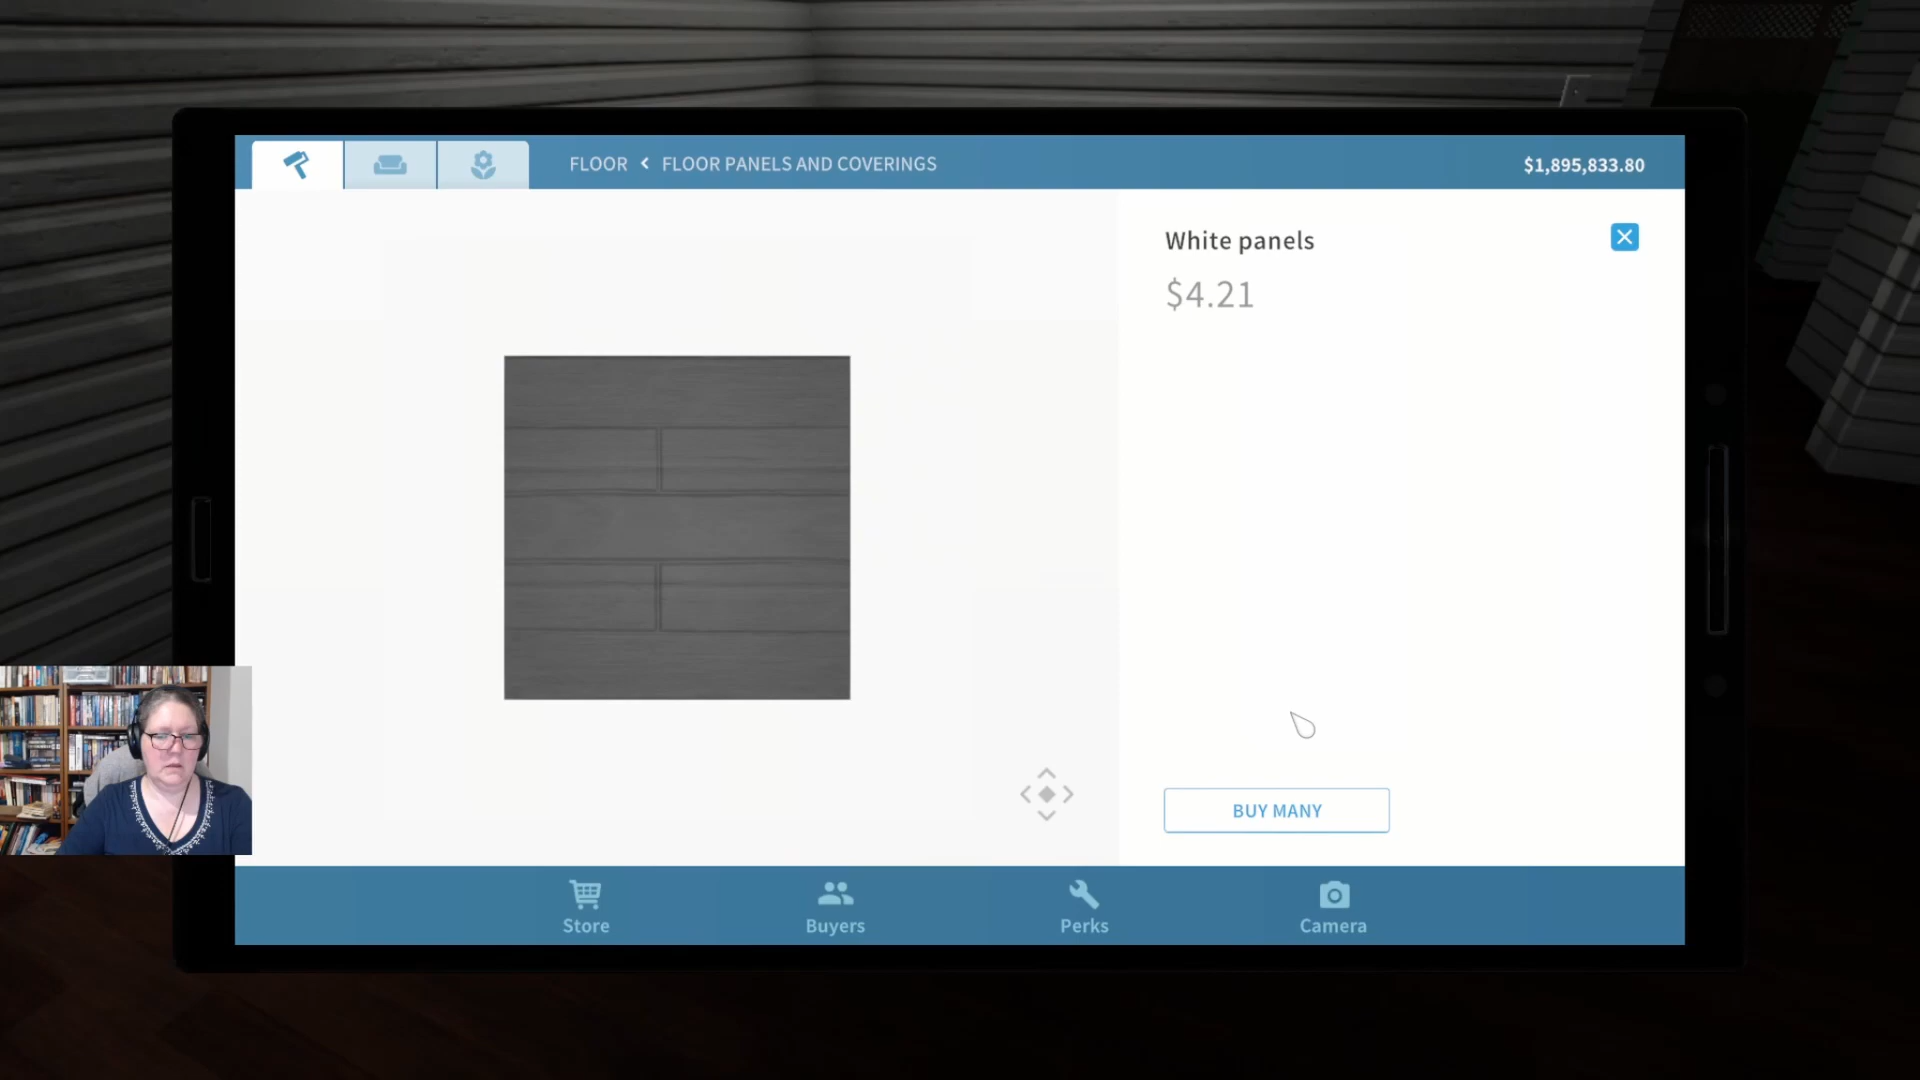 FLOOR < FLOOR PANELS AND COVERINGS
$1,895,833.80
White panels
$4.21
BUY MANY
Store
Buyers
Perks
Camera